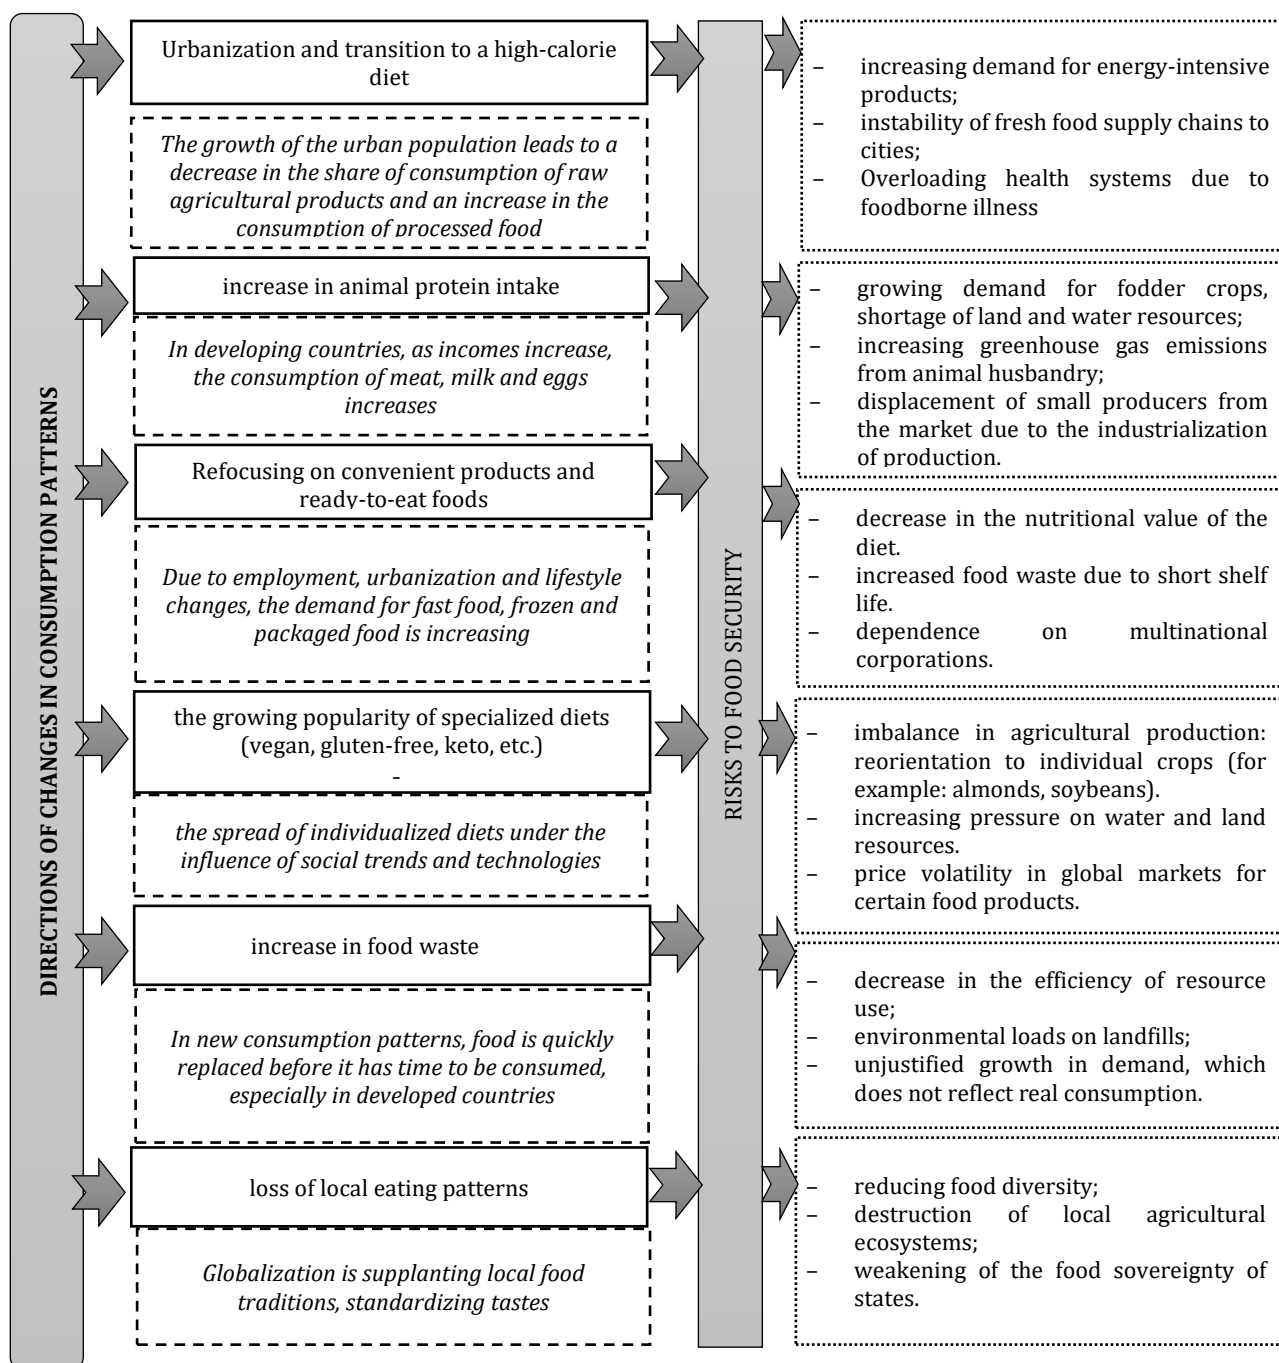 DIRECTIONS OF CHANGES IN CONSUMPTION PATTERNS
Urbanization and transition to a high-calorie
diet
The growth of the urban population leads to a
decrease in the share of consumption of raw
agricultural products and an increase in the
consumption of processed food
increase in animal protein intake
In developing countries, as incomes increase,
the consumption of meat, milk and eggs
increases
Refocusing on convenient products and
ready-to-eat foods
Due to employment, urbanization and lifestyle
changes, the demand for fast food, frozen and
packaged food is increasing
the growing popularity of specialized diets
(vegan, gluten-free, keto, etc.)
-
the spread of individualized diets under the
influence of social trends and technologies
increase in food waste
In new consumption patterns, food is quickly
replaced before it has time to be consumed,
especially in developed countries
loss of local eating patterns
Globalization is supplanting local food
traditions, standardizing tastes
RISKS TO FOOD SECURITY
– increasing demand for energy-intensive
products;
– instability of fresh food supply chains to
cities;
– Overloading health systems due to
foodborne illness
– growing demand for fodder crops,
shortage of land and water resources;
– increasing greenhouse gas emissions
from animal husbandry;
– displacement of small producers from
the market due to the industrialization
of production.
– decrease in the nutritional value of the
diet.
– increased food waste due to short shelf
life.
– dependence on multinational
corporations.
– imbalance in agricultural production:
reorientation to individual crops (for
example: almonds, soybeans).
– increasing pressure on water and land
resources.
– price volatility in global markets for
certain food products.
– decrease in the efficiency of resource
use;
– environmental loads on landfills;
– unjustified growth in demand, which
does not reflect real consumption.
– reducing food diversity;
– destruction of local agricultural
ecosystems;
– weakening of the food sovereignty of
states.